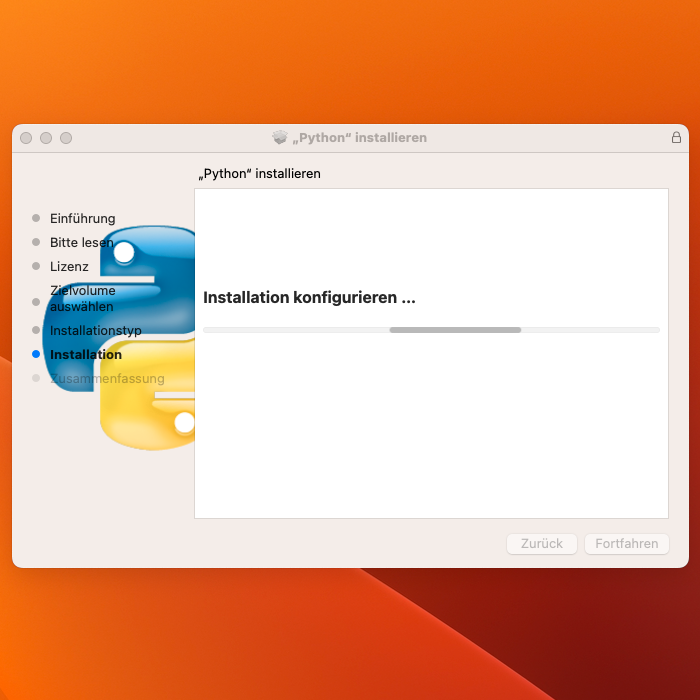 „Python“ installieren
„Python“ installieren
Einführung
Bitte lesen
Lizenz
Zielvolume
auswählen
Installationstyp
Installation
Zusammenfassung
Installation konfigurieren ...
Zurück
Fortfahren